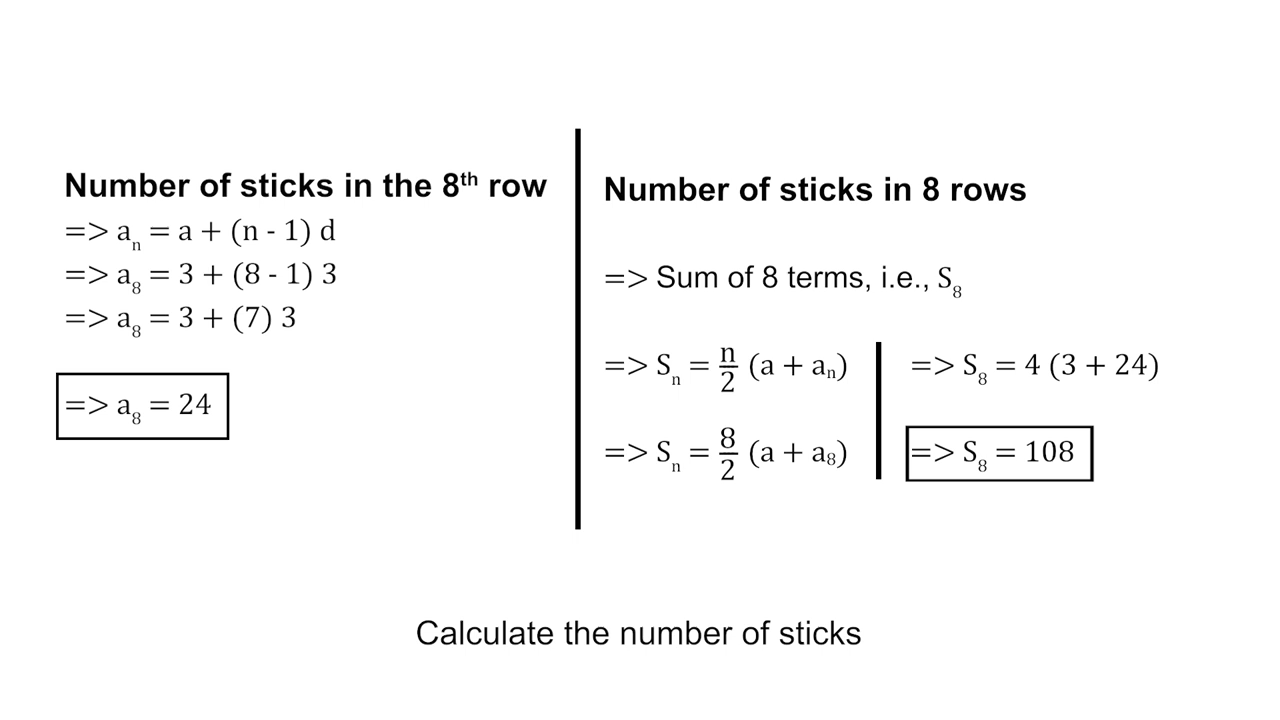 Number of sticks in the 8th row
=> aₙ = a + (n - 1) d
=> a₈ = 3 + (8 - 1) 3
=> a₈ = 3 + (7) 3
=> a₈ = 24
Number of sticks in 8 rows
=> Sum of 8 terms, i.e., S₈
=> Sₙ = n/2 (a + aₙ)
=> Sₙ = 8/2 (a + a₈)
=> S₈ = 4 (3 + 24)
=> S₈ = 108
Calculate the number of sticks